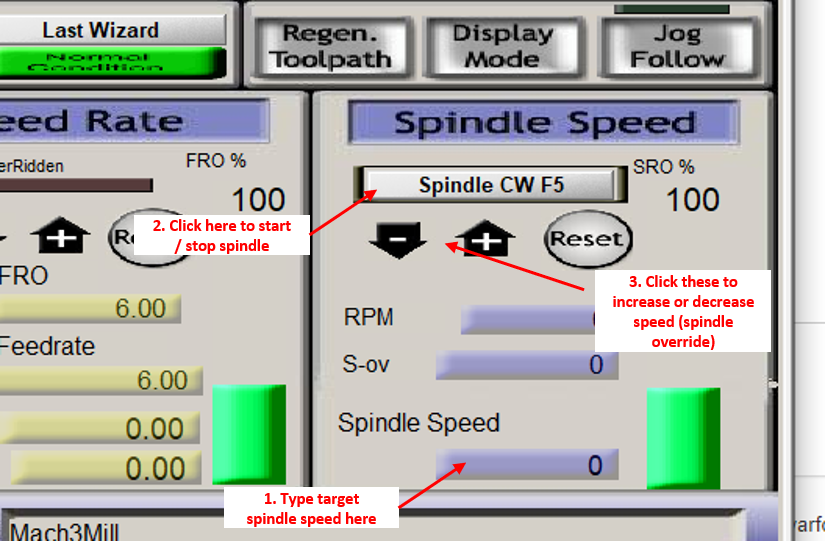 Last Wizard
Normal
Condition
Regen.
Toolpath
Display
Mode
Jog
Follow
eed Rate
Spindle Speed
erRidden
FRO %
100
Spindle CW F5
SRO %
100
2. Click here to start
/ stop spindle
Reset
3. Click these to
increase or decrease
speed (spindle
override)
FRO
6.00
RPM
Feedrate
S-ov
0
6.00
Spindle Speed
0.00
0
0.00
1. Type target
spindle speed here
Mach3Mill